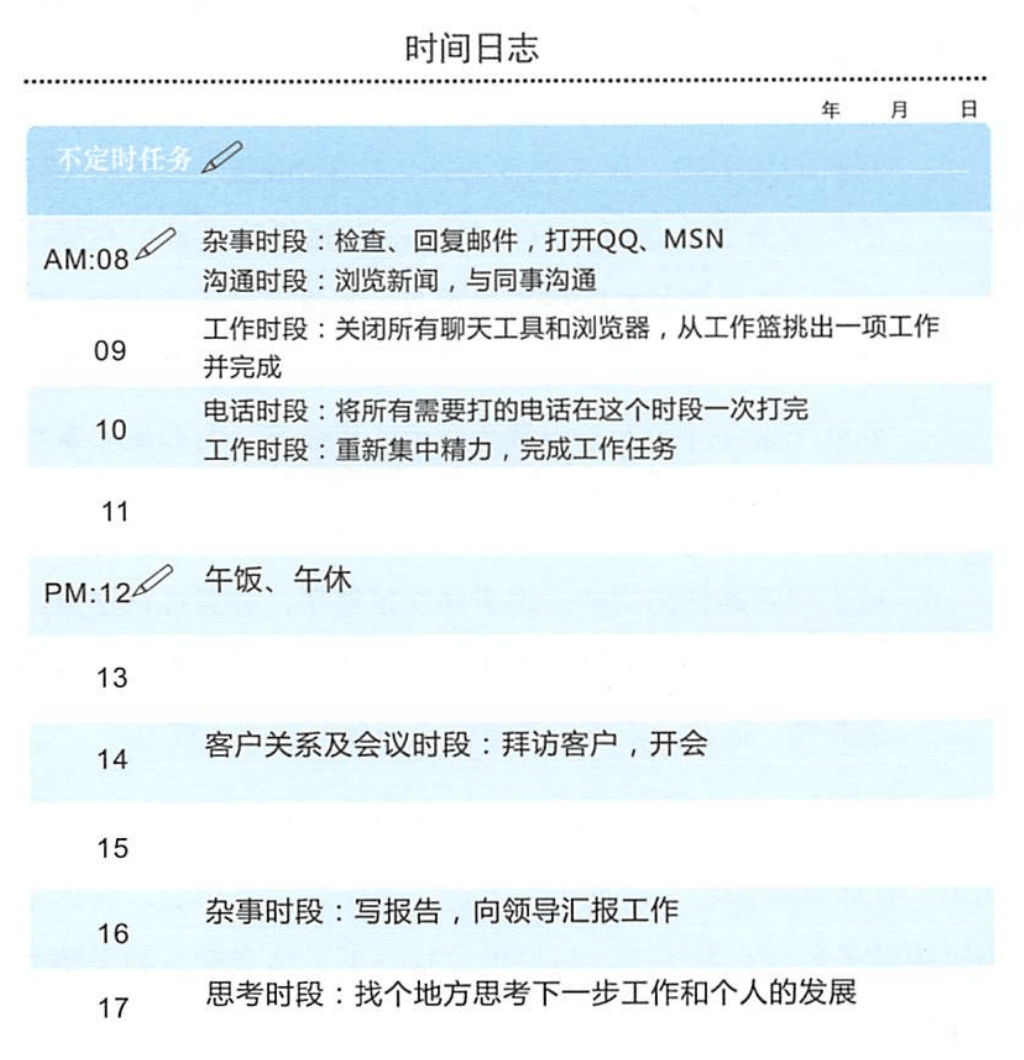 时间日志
年 月 日
不定时任务
AM:08 杂事时段：检查、回复邮件，打开QQ、MSN
沟通时段：浏览新闻，与同事沟通
09 工作时段：关闭所有聊天工具和浏览器，从工作篮挑出一项工作
并完成
10 电话时段：将所有需要打的电话在这个时段一次打完
工作时段：重新集中精力，完成工作任务
11
PM:12 午饭、午休
13
14 客户关系及会议时段：拜访客户，开会
15
16 杂事时段：写报告，向领导汇报工作
17 思考时段：找个地方思考下一步工作和个人的发展